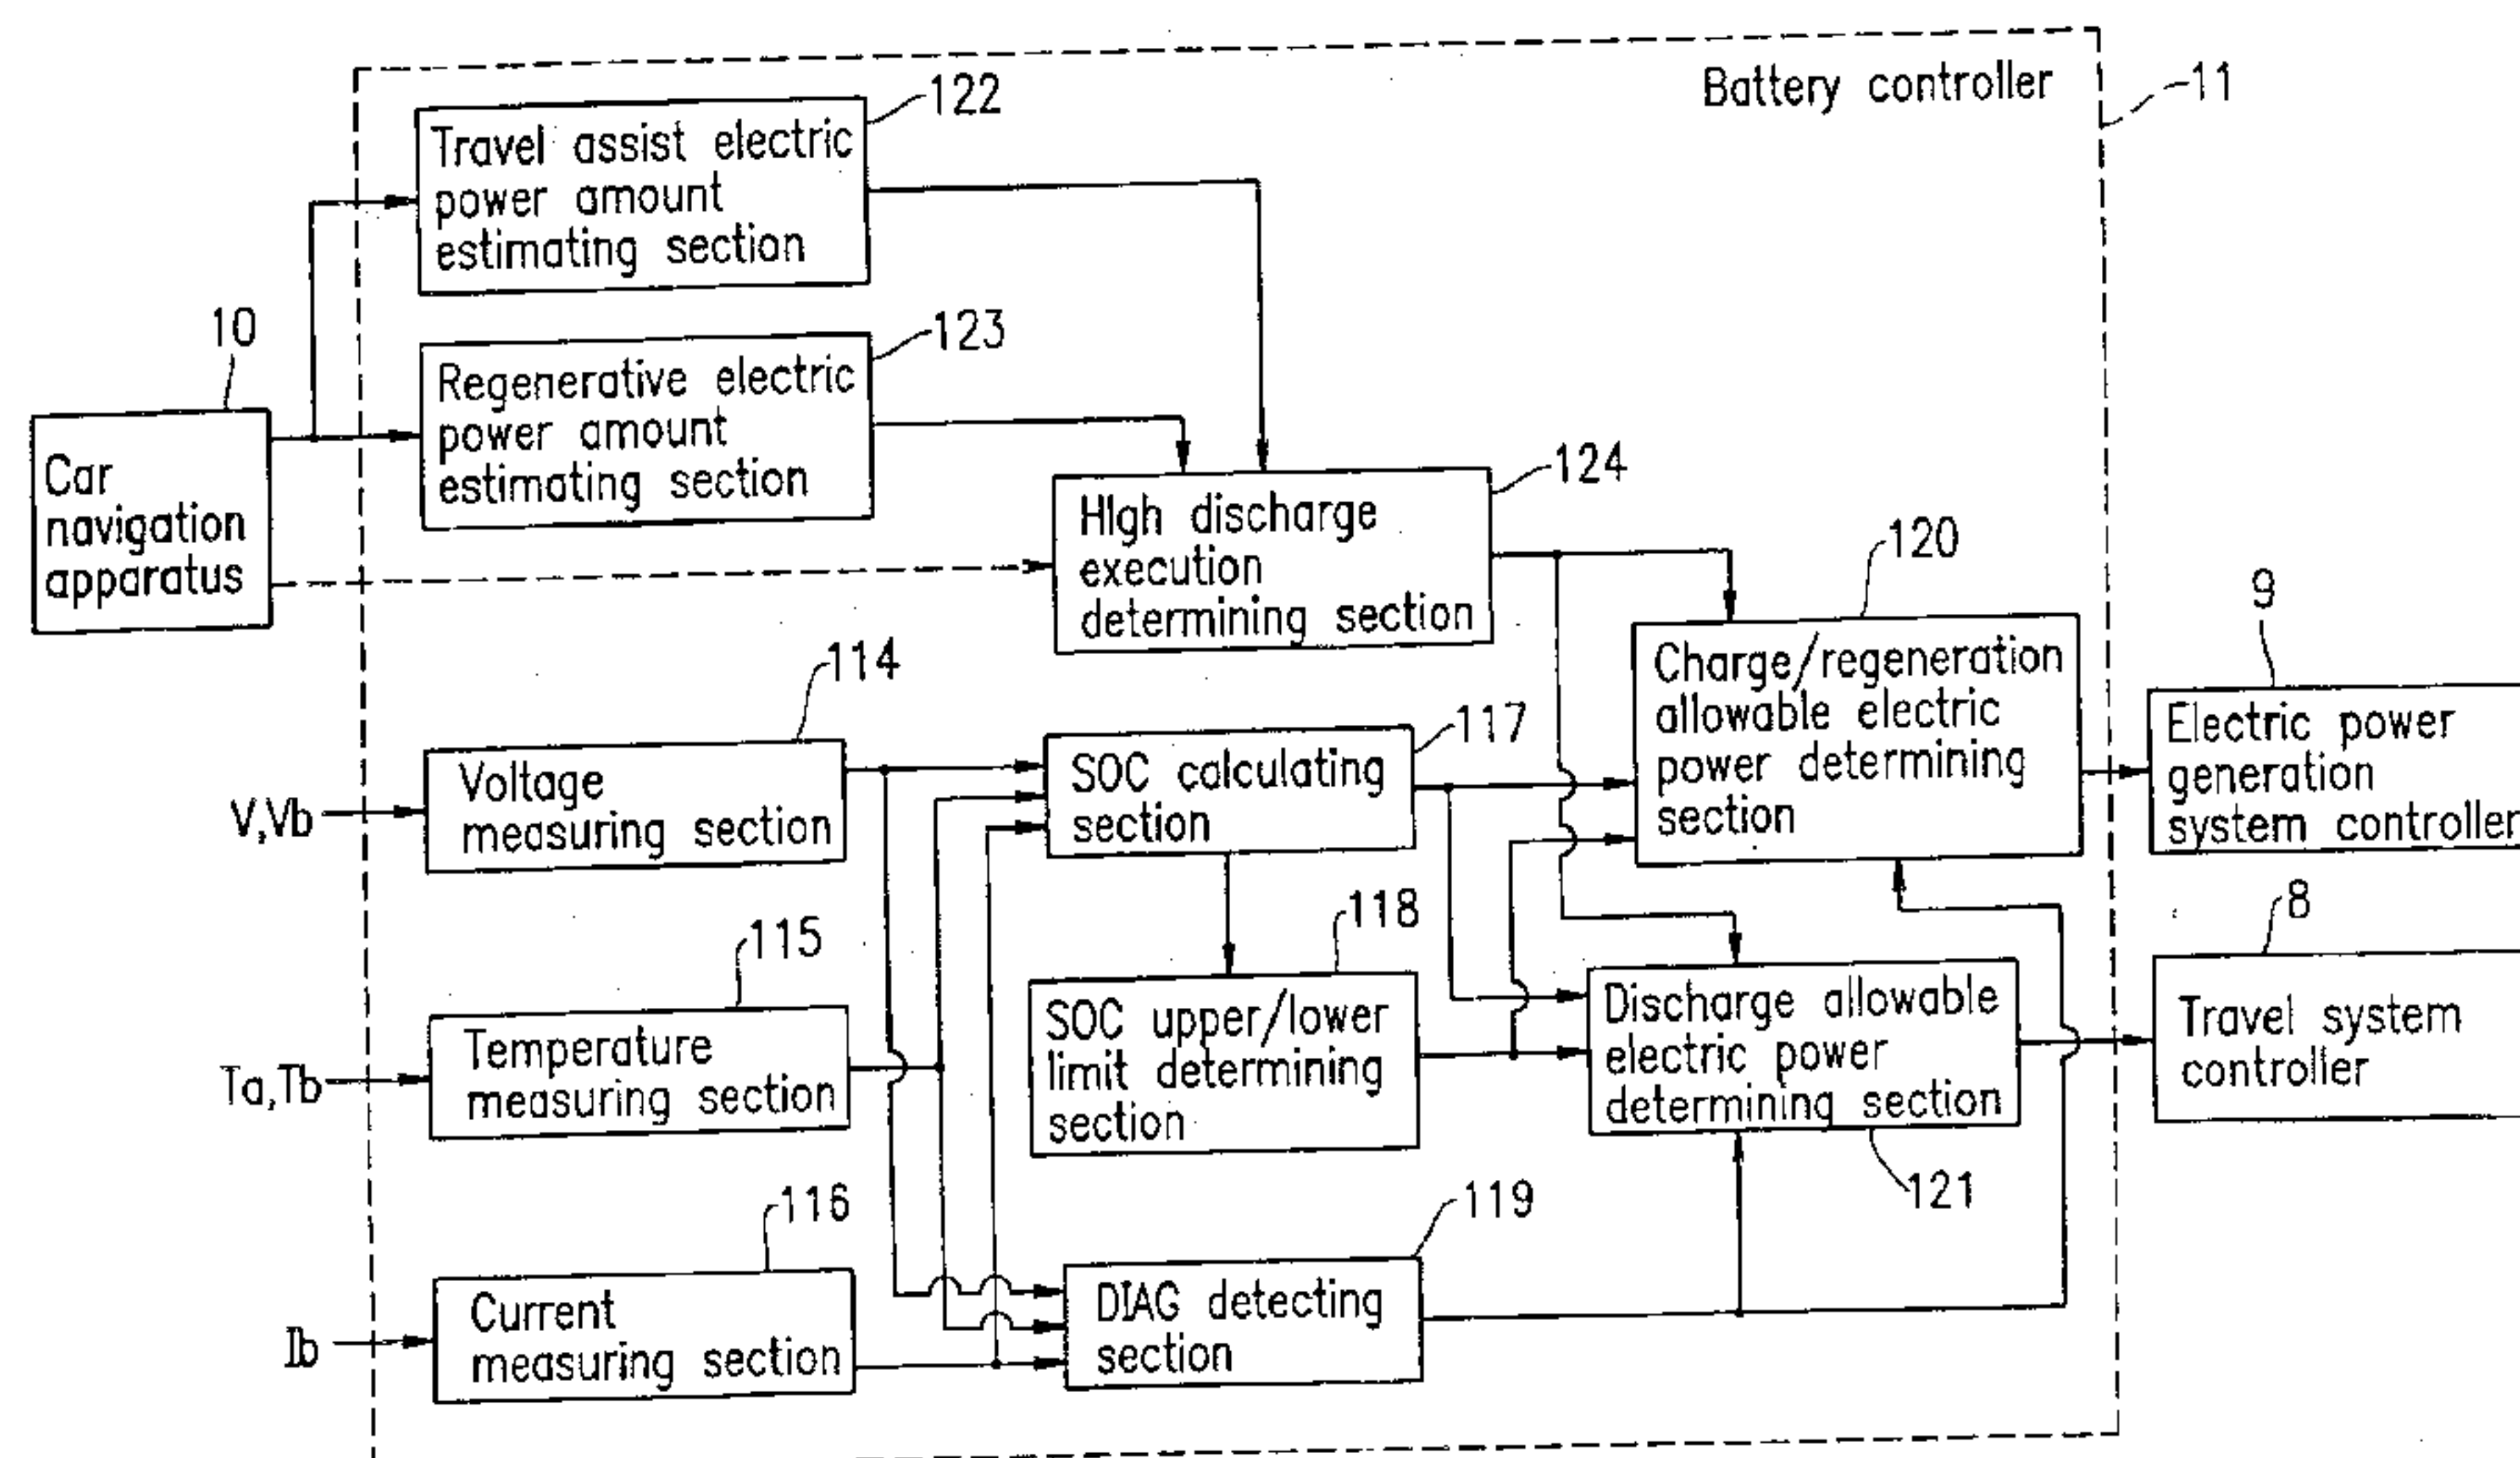 Battery controller
11
122
Travel assist electric
power amount
estimating section
10
Car
navigation
apparatus
123
Regenerative electric
power amount
estimating section
124
HIgh discharge
execution
determining section
120
Charge/regeneration
allowable electric
power determining
section
9
Electric power
generation
system controller
V,Vb
114
Voltage
measuring section
117
SOC calculating
section
118
SOC upper/lower
limit determining
section
Discharge allowable
electric power
determining section
121
8
Travel system
controller
Ta,Tb
115
Temperature
measuring section
Ib
116
Current
measuring section
119
DIAG detecting
section